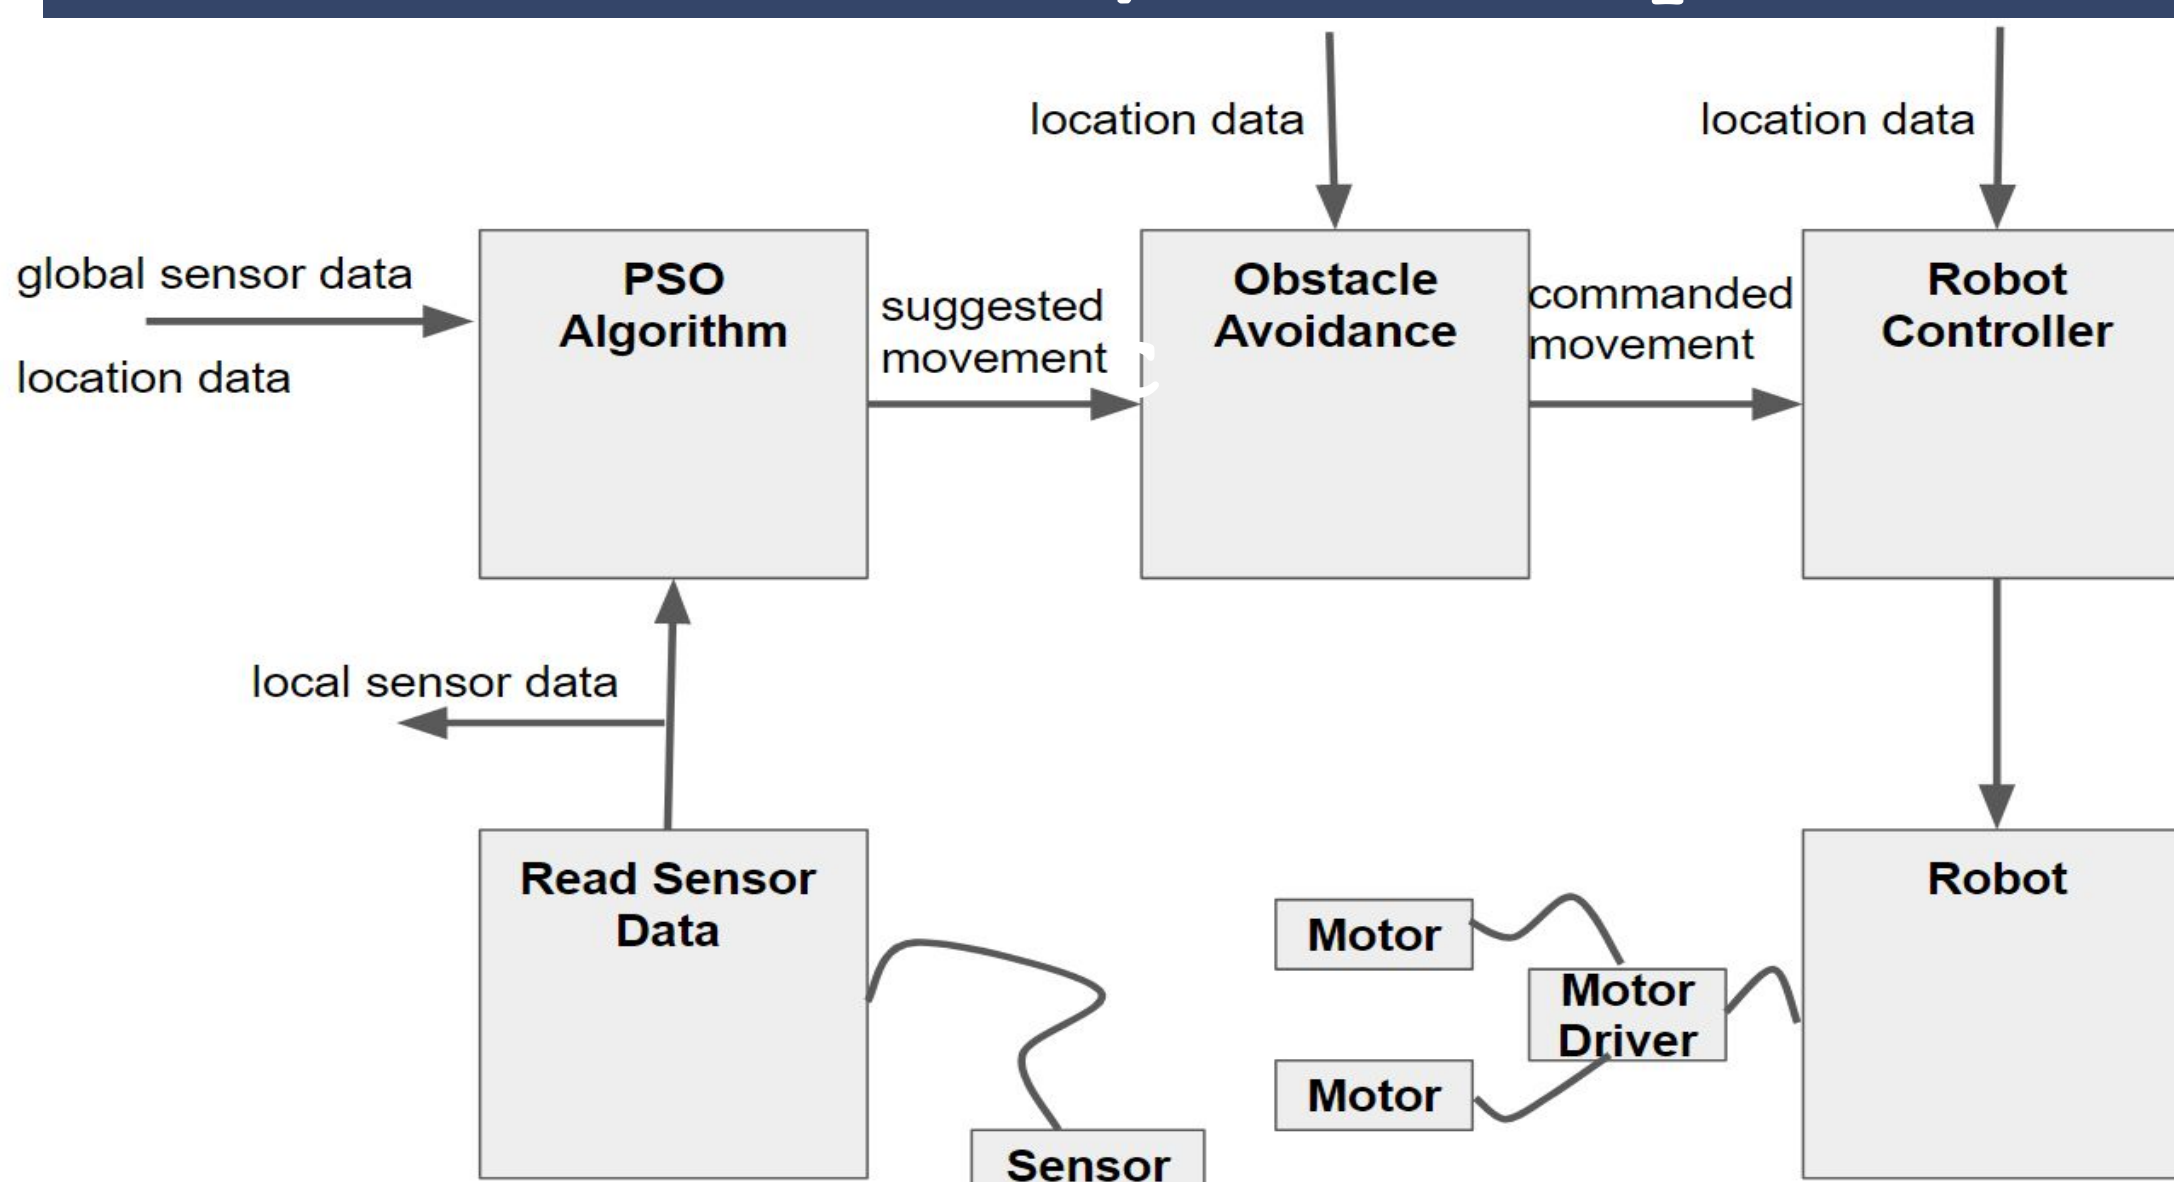 location data
location data
global sensor data
location data
PSO
Algorithm
suggested
movement
Obstacle
Avoidance
commanded
movement
Robot
Controller
local sensor data
Read Sensor
Data
Sensor
Motor
Motor
Motor
Driver
Robot